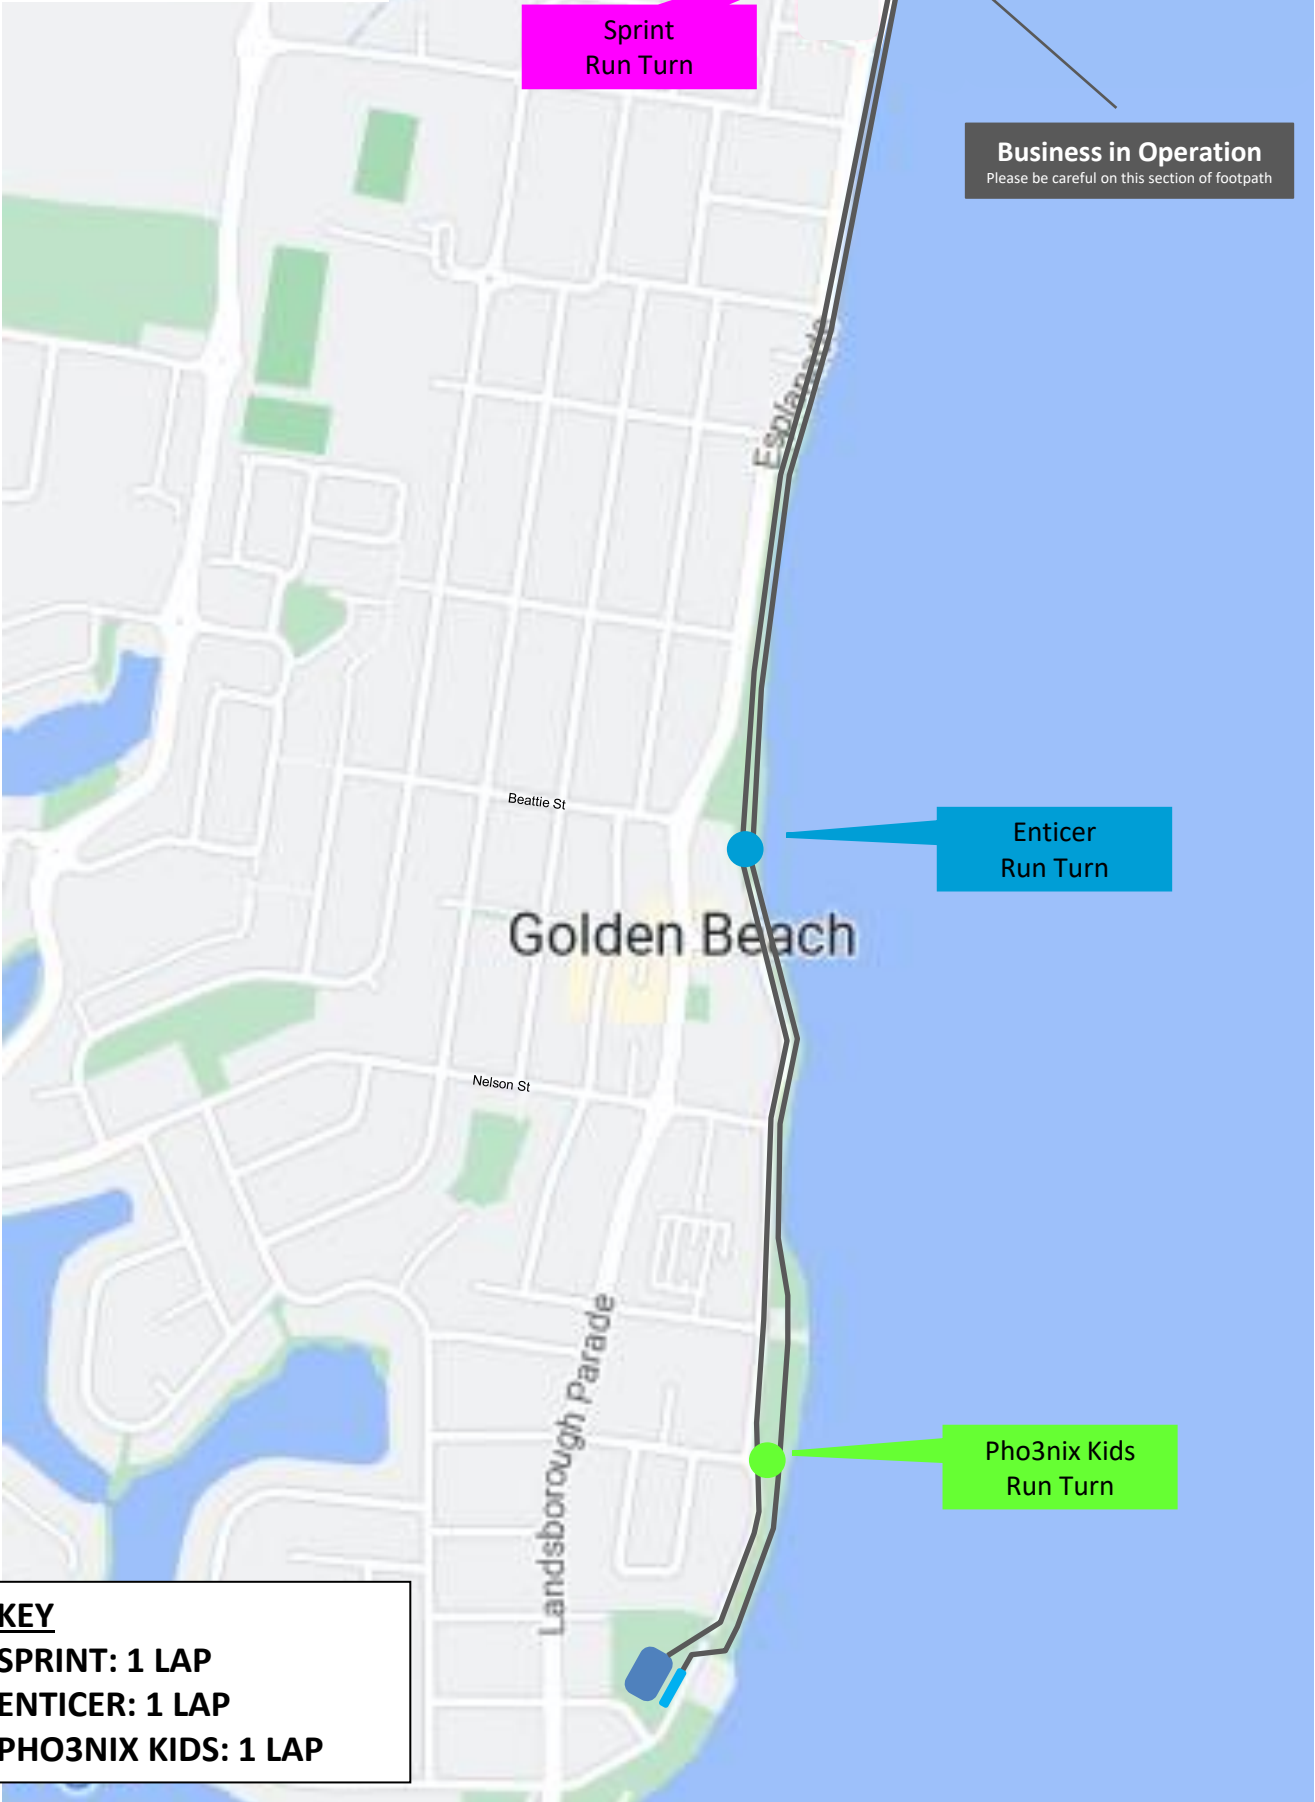 Sprint
Run Turn
Business in Operation
Please be careful on this section of footpath
Esplanade
Beattie St
Enticer
Run Turn
Golden Beach
Nelson St
Landsborough Parade
Pho3nix Kids
Run Turn
KEY
SPRINT: 1 LAP
ENTICER: 1 LAP
PHO3NIX KIDS: 1 LAP